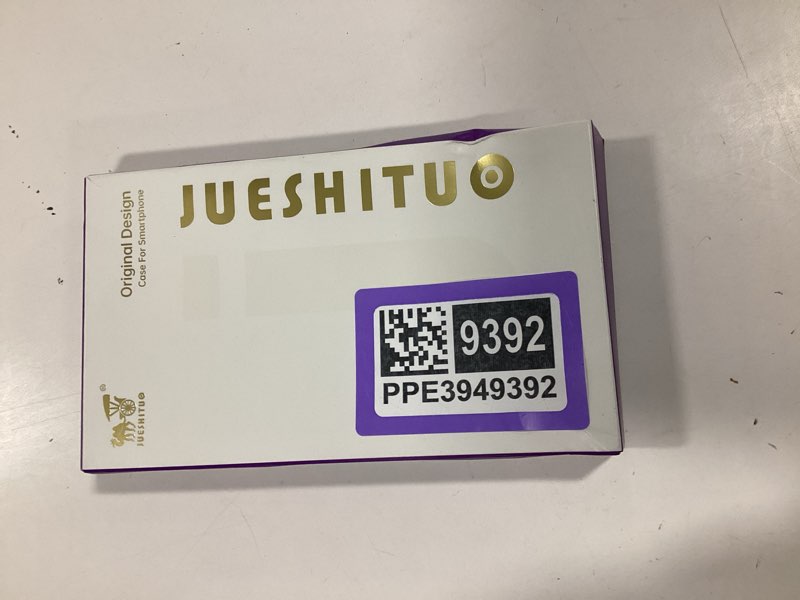 JUESHITUO
Original Design
Case For Smartphone
9392
PPE3949392
®
JUESHITUO